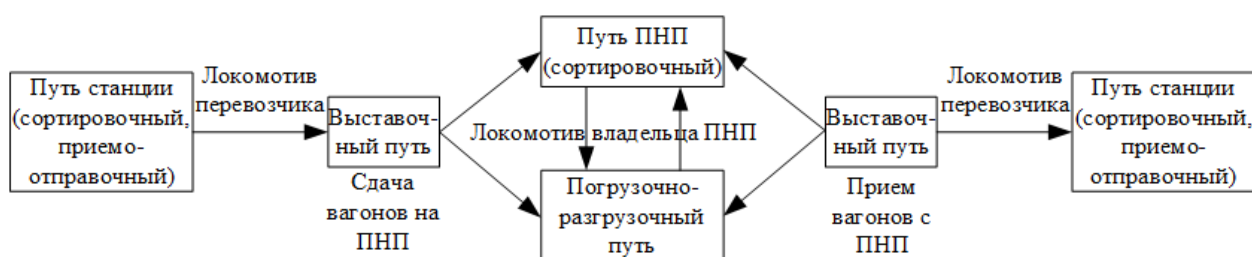 Путь станции
(сортировочный,
приемо-
отправочный)
Локомотив
перевозчика
Выставоч-
ный путь
Сдача
вагонов на
ПНП
Путь ПНП
(сортировочный)
Локомотив владельца ПНП
Погрузочно-
разгрузочный
путь
Выставоч-
ный путь
Прием
вагонов с
ПНП
Локомотив
перевозчика
Путь станции
(сортировочный,
приемо-
отправочный)